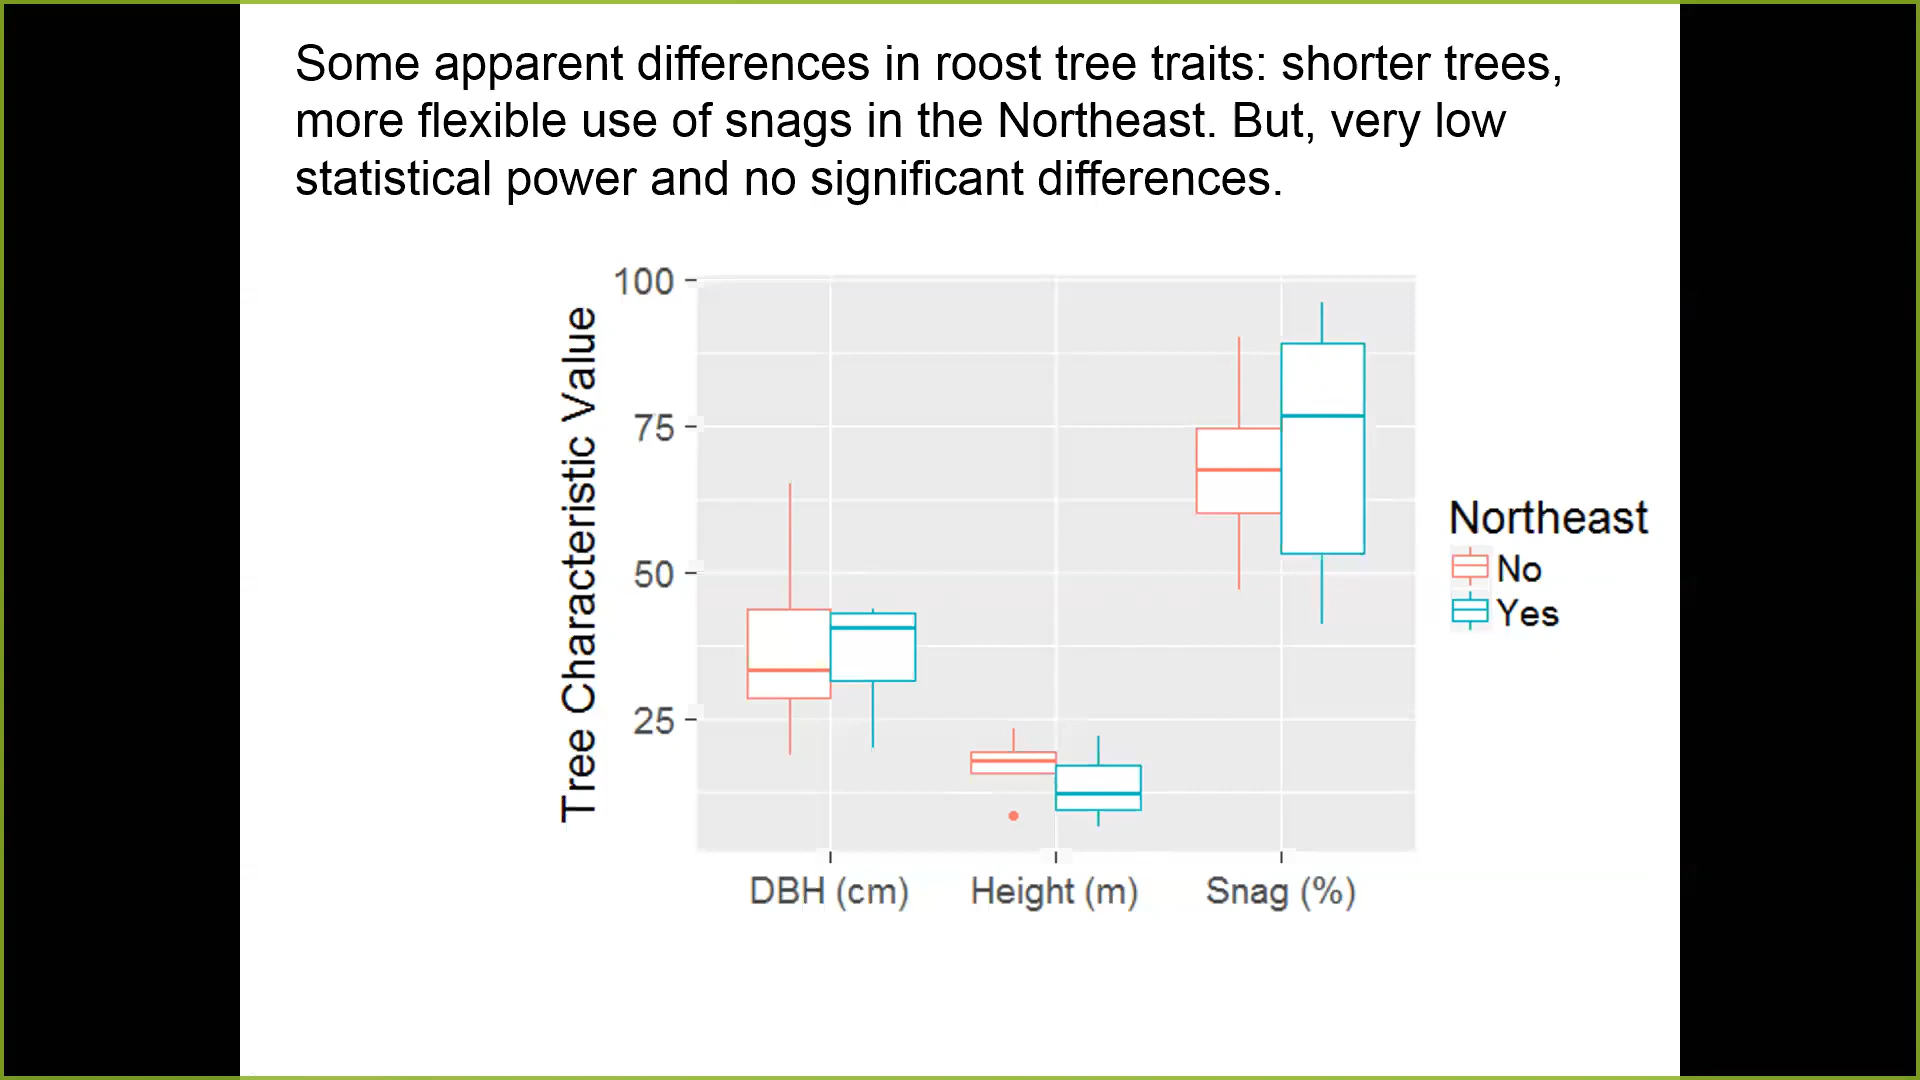 Some apparent differences in roost tree traits: shorter trees,
more flexible use of snags in the Northeast. But, very low
statistical power and no significant differences.
100
75
50
25
Tree Characteristic Value
DBH (cm)
Height (m)
Snag (%)
Northeast
No
Yes